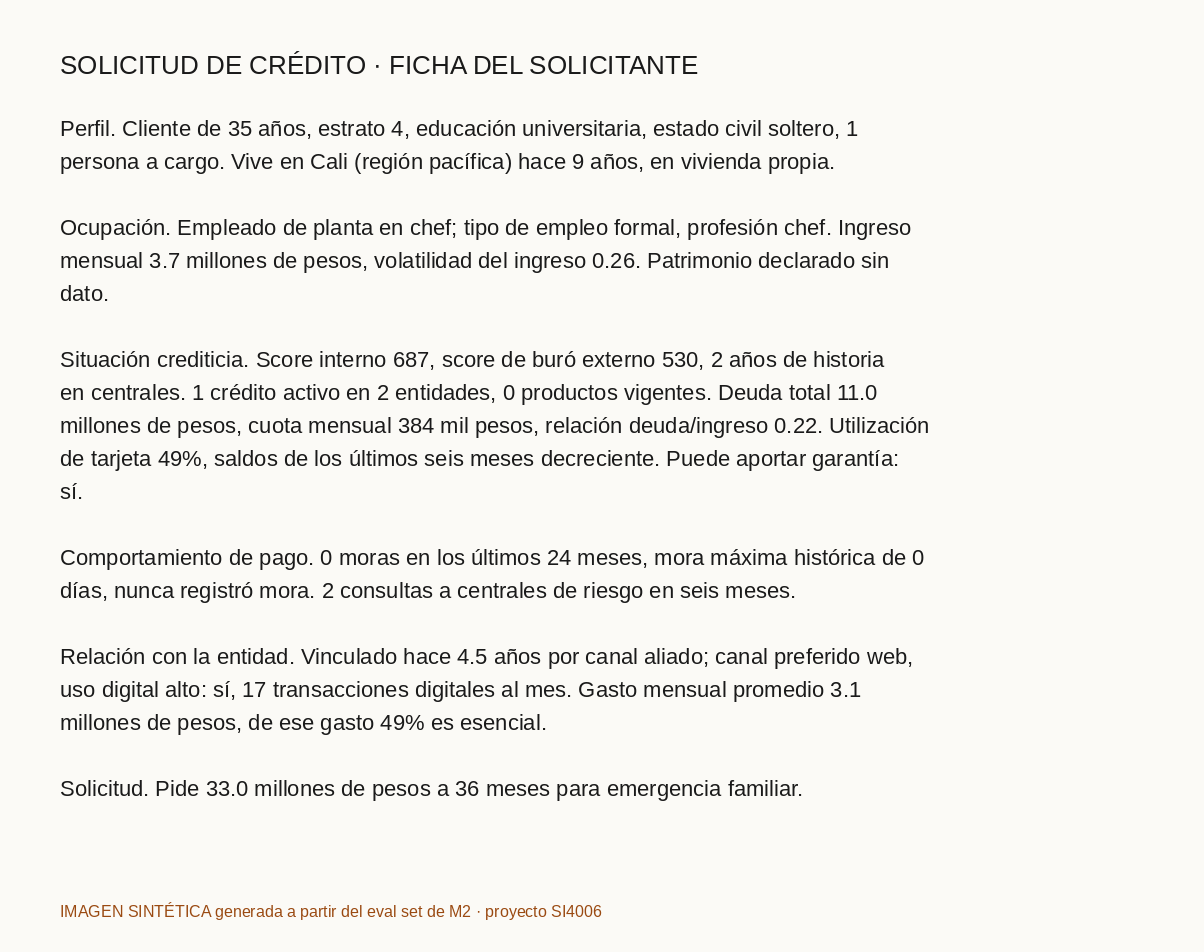 SOLICITUD DE CRÉDITO · FICHA DEL SOLICITANTE
Perfil. Cliente de 35 años, estrato 4, educación universitaria, estado civil soltero, 1
persona a cargo. Vive en Cali (región pacífica) hace 9 años, en vivienda propia.
Ocupación. Empleado de planta en chef; tipo de empleo formal, profesión chef. Ingreso
mensual 3.7 millones de pesos, volatilidad del ingreso 0.26. Patrimonio declarado sin
dato.
Situación crediticia. Score interno 687, score de buró externo 530, 2 años de historia
en centrales. 1 crédito activo en 2 entidades, 0 productos vigentes. Deuda total 11.0
millones de pesos, cuota mensual 384 mil pesos, relación deuda/ingreso 0.22. Utilización
de tarjeta 49%, saldos de los últimos seis meses decreciente. Puede aportar garantía:
sí.
Comportamiento de pago. 0 moras en los últimos 24 meses, mora máxima histórica de 0
días, nunca registró mora. 2 consultas a centrales de riesgo en seis meses.
Relación con la entidad. Vinculado hace 4.5 años por canal aliado; canal preferido web,
uso digital alto: sí, 17 transacciones digitales al mes. Gasto mensual promedio 3.1
millones de pesos, de ese gasto 49% es esencial.
Solicitud. Pide 33.0 millones de pesos a 36 meses para emergencia familiar.
IMAGEN SINTÉTICA generada a partir del eval set de M2 · proyecto SI4006